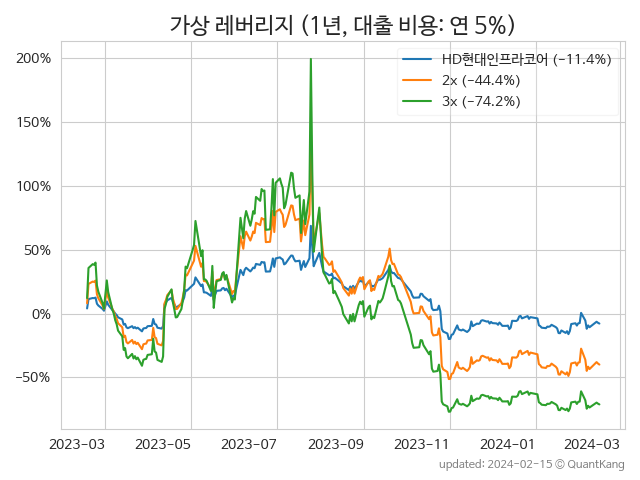 가상 레버리지 (1년, 대출 비용: 연 5%)
HD현대인프라코어 (−11.4%)
2x (−44.4%)
3x (−74.2%)
200%
150%
100%
50%
0%
−50%
2023-03 2023-05 2023-07 2023-09 2023-11 2024-01 2024-03
updated: 2024-02-15 © QuantKang